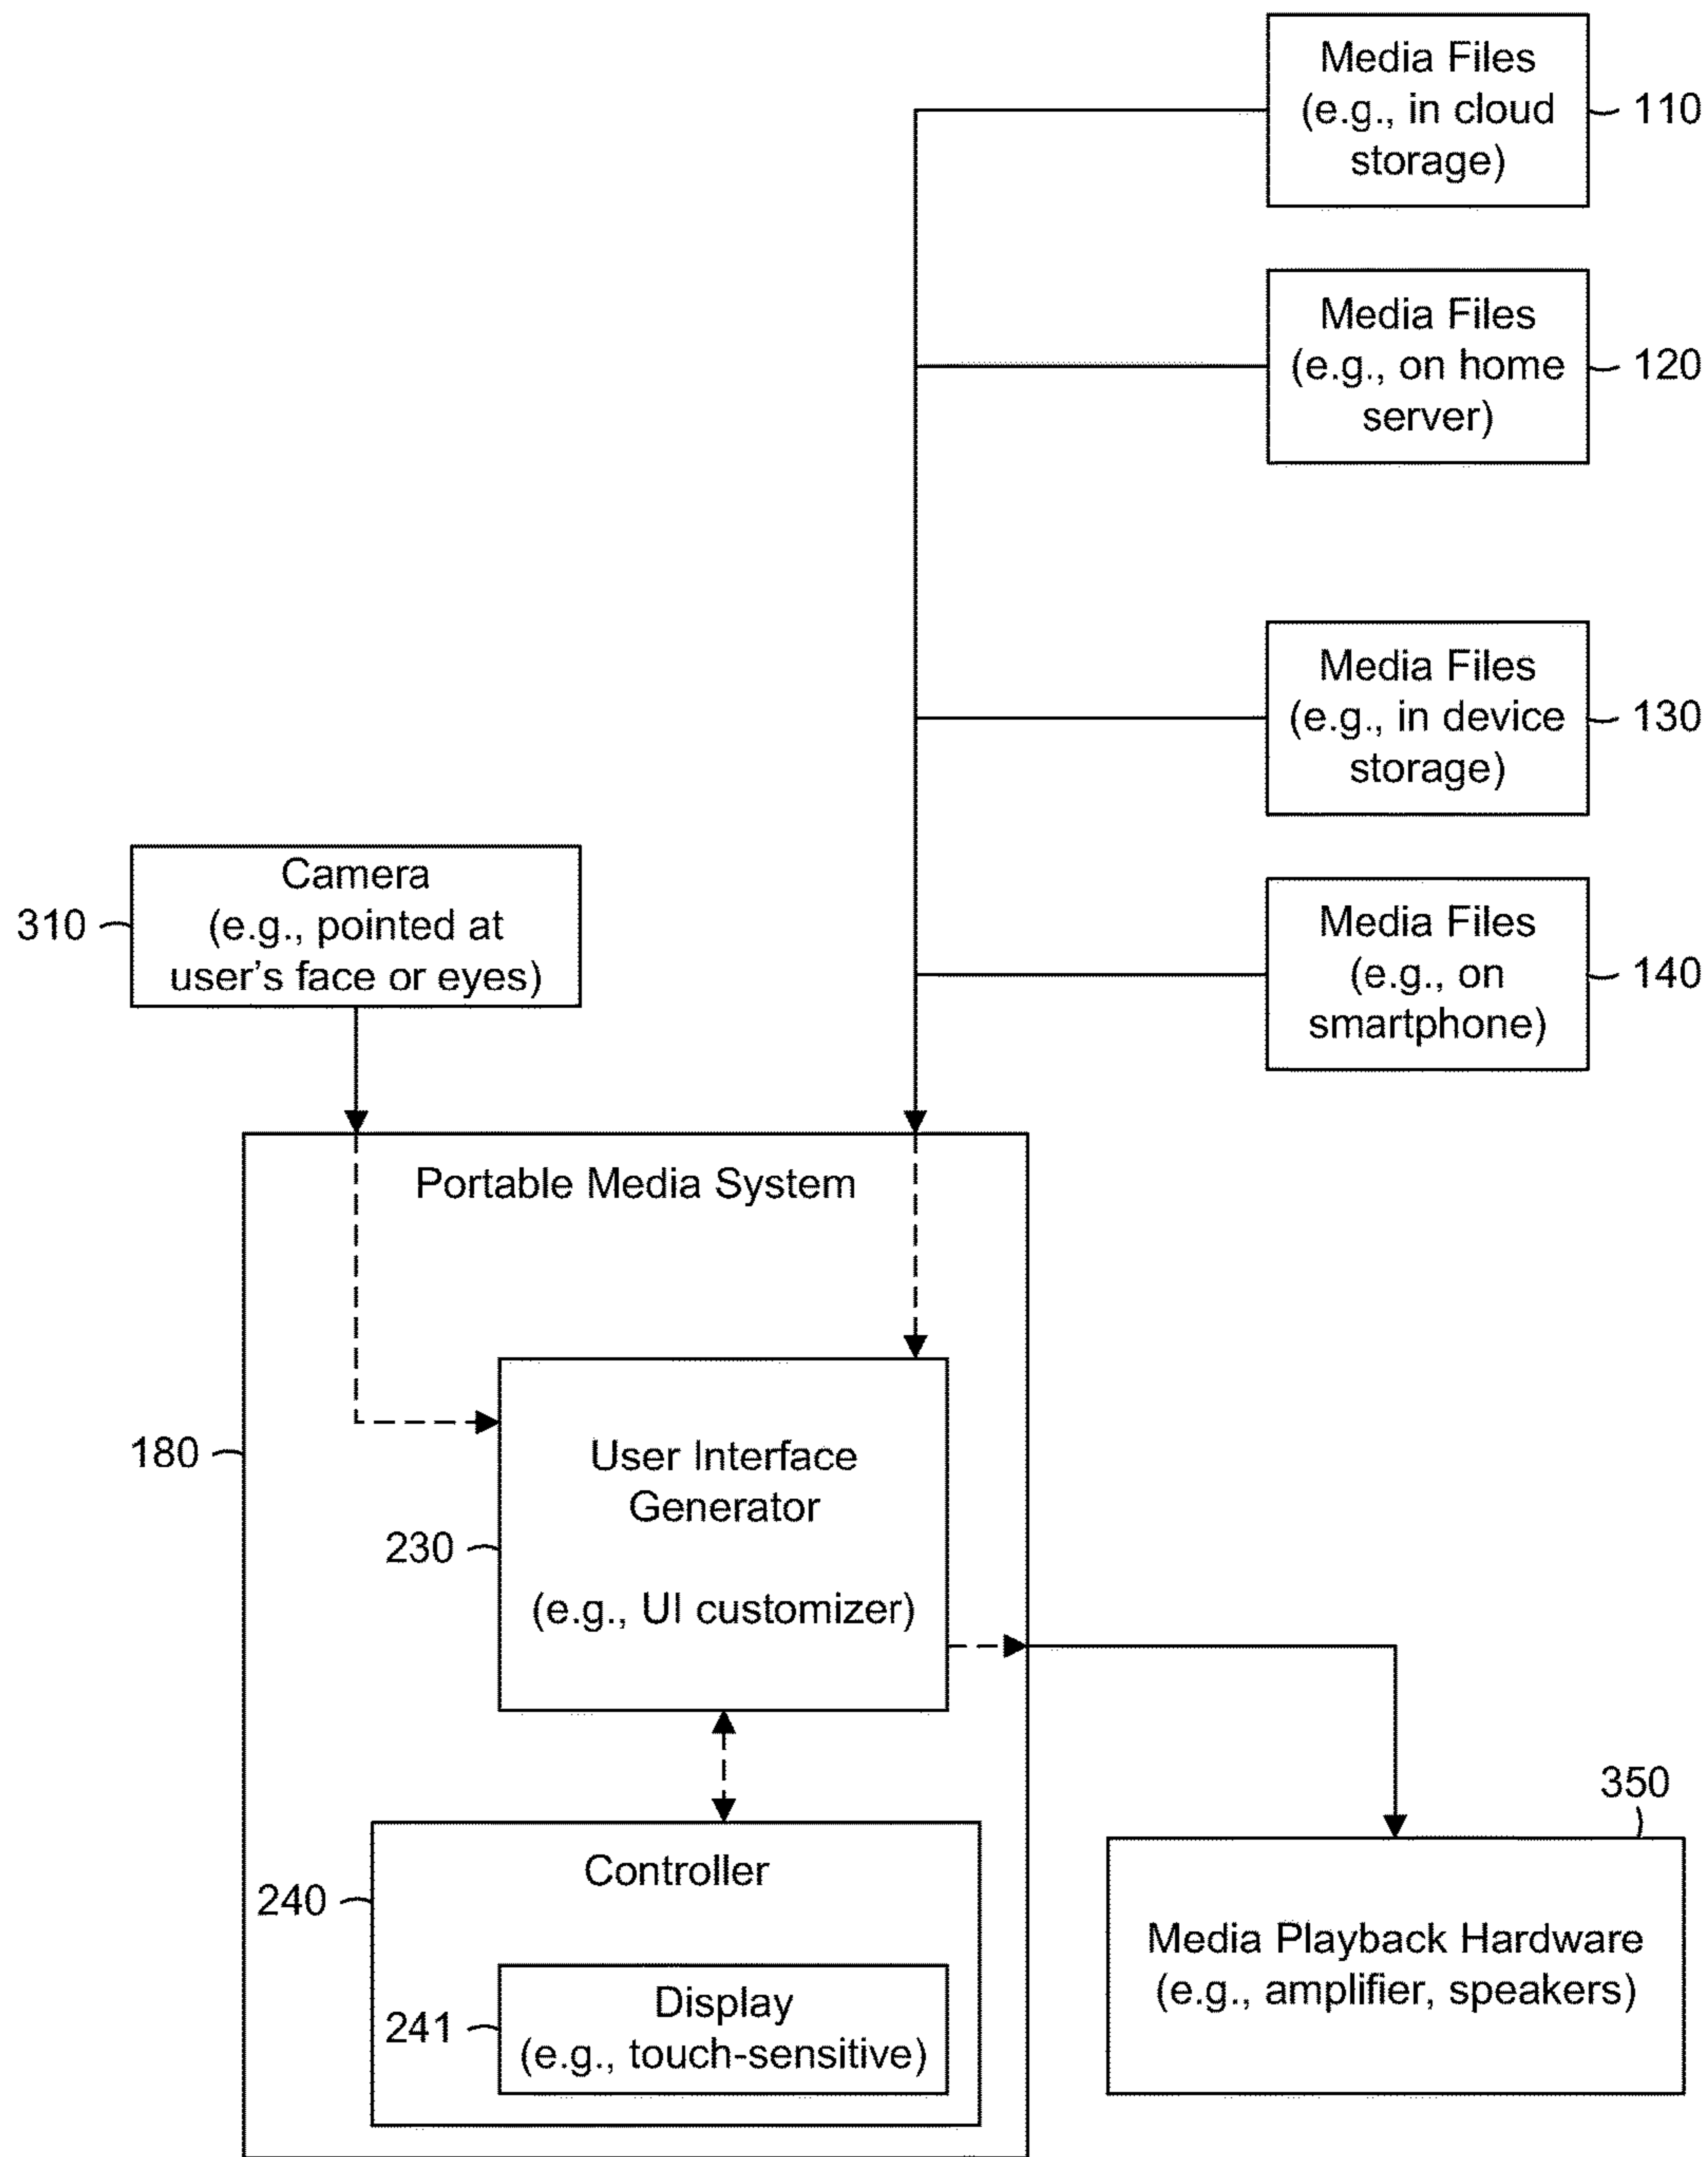 Media Files
(e.g., in cloud
storage)
110
Media Files
(e.g., on home
server)
120
Media Files
(e.g., in device
storage)
130
Camera
(e.g., pointed at
user's face or eyes)
310
Media Files
(e.g., on
smartphone)
140
Portable Media System
180
User Interface
Generator
(e.g., UI customizer)
230
Controller
240
Display
(e.g., touch-sensitive)
241
350
Media Playback Hardware
(e.g., amplifier, speakers)